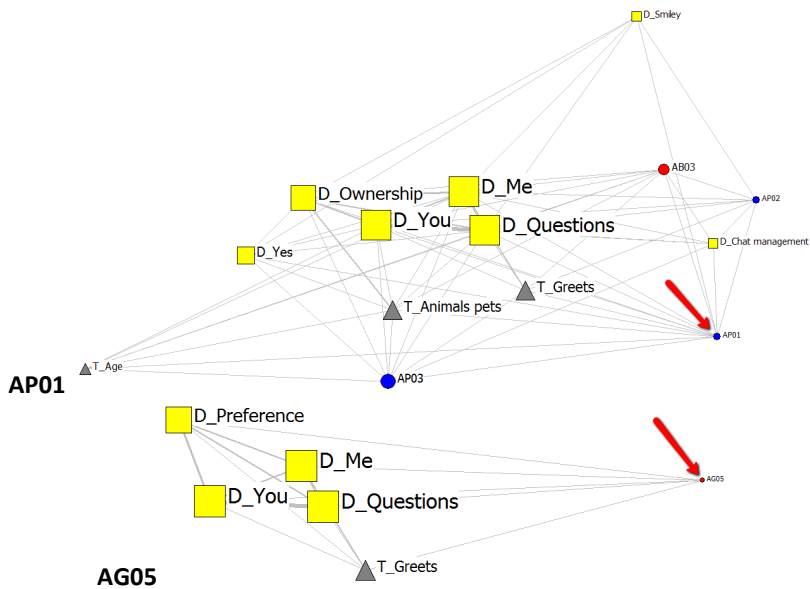 D_Smiley
AB03
D_Ownership
D_Me
AP02
D_You
D_Questions
D_Chat management
D_Yes
T_Greets
T_Animals pets
AP01
T_Age
AP03
AP01
D_Preference
D_Me
AG05
D_You
D_Questions
T_Greets
AG05